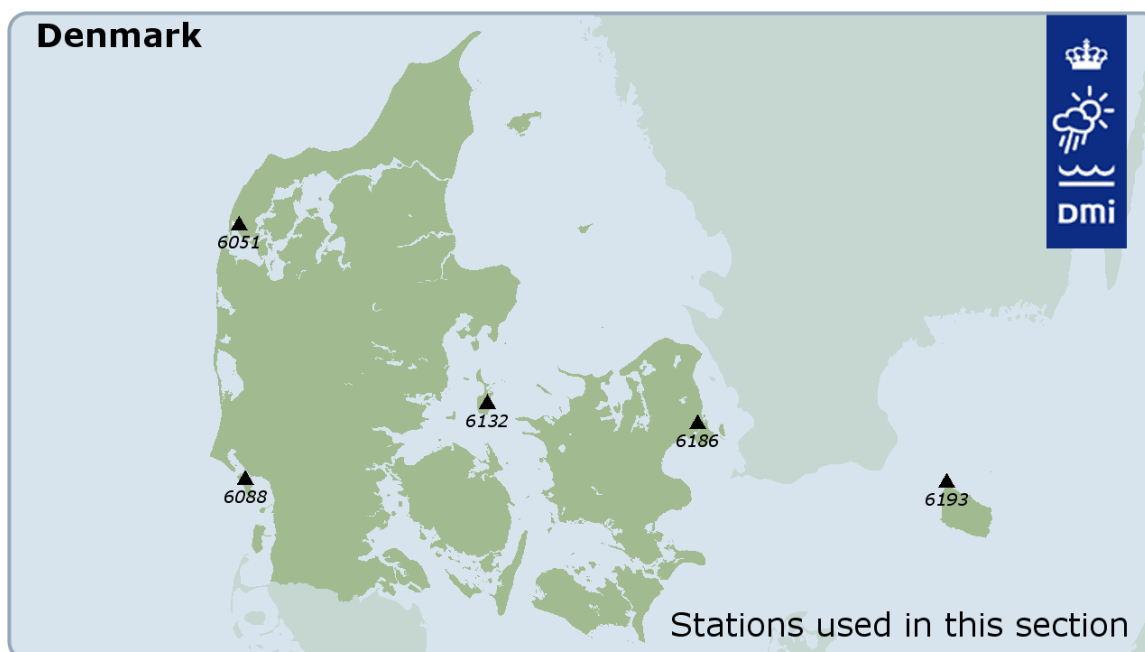 Denmark
DMi
6051
6132
6186
6088
6193
Stations used in this section